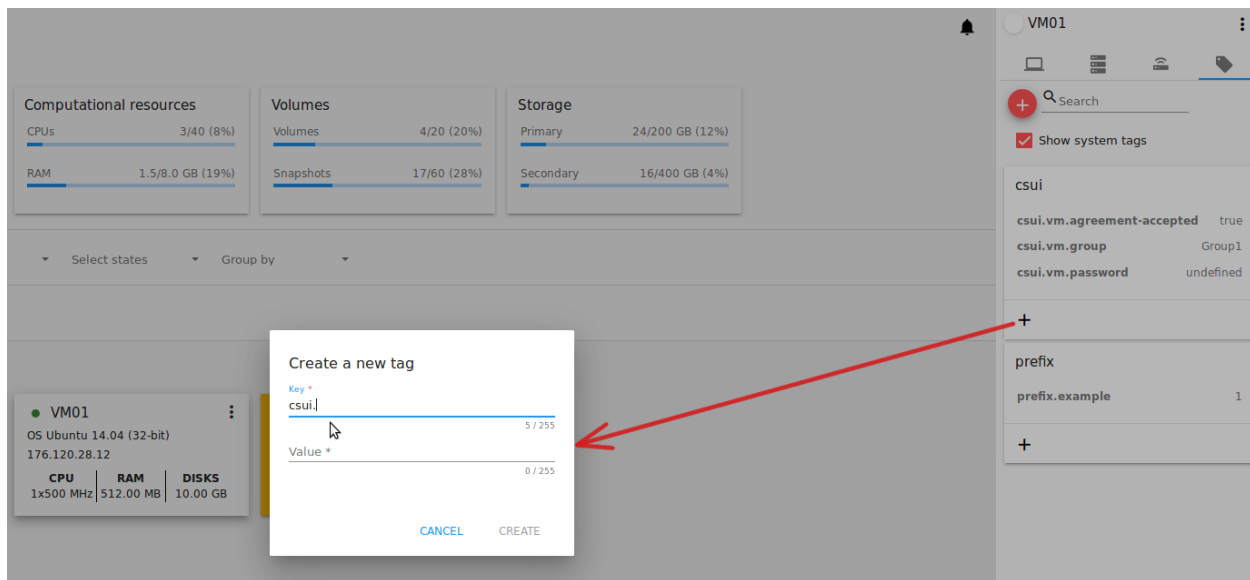 VM01
Search
Show system tags
Computational resources
CPUs 3/40 (8%)
RAM 1.5/8.0 GB (19%)
Volumes
Volumes 4/20 (20%)
Snapshots 17/60 (28%)
Storage
Primary 24/200 GB (12%)
Secondary 16/400 GB (4%)
csui
csui.vm.agreement-accepted true
csui.vm.group Group1
csui.vm.password undefined
+
prefix
prefix.example 1
+
Select states
Group by
Create a new tag
Key *
csui.
5 / 255
Value *
0 / 255
CANCEL CREATE
VM01
OS Ubuntu 14.04 (32-bit)
176.120.28.12
CPU RAM DISKS
1x500 MHz 512.00 MB 10.00 GB